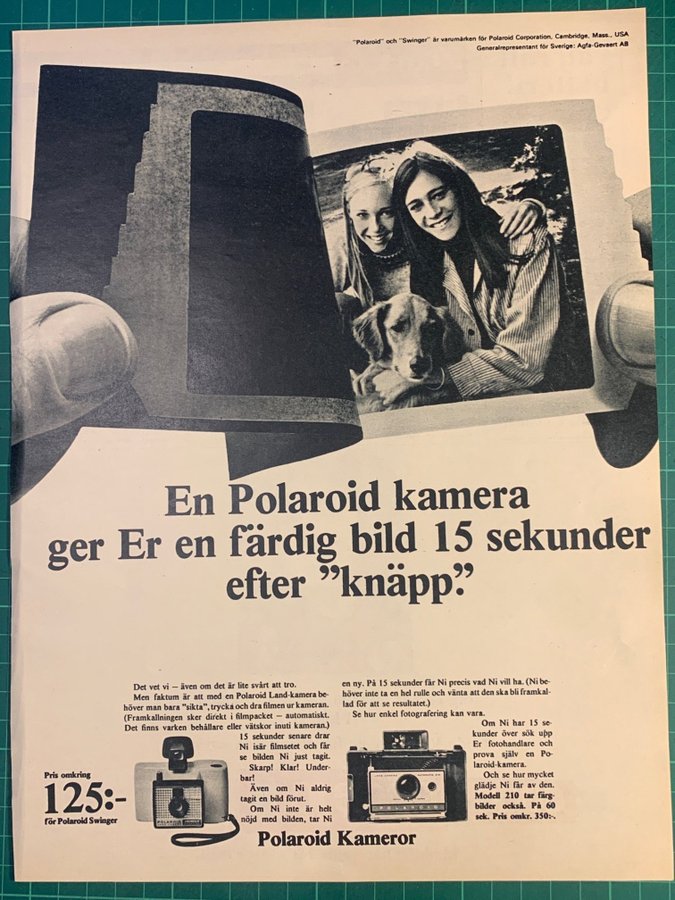 "Polaroid" och "Swinger" är varumärken för Polaroid Corporation, Cambridge, Mass., USA
Generalrepresentant för Sverige: Agfa-Gevaert AB
En Polaroid kamera
ger Er en färdig bild 15 sekunder
efter ”knäpp.”
Det vet vi – även om det är lite svårt att tro.
Men faktum är att med en Polaroid Land-kamera be-
höver man bara "sikta", trycka och dra filmen ur kameran.
(Framkallningen sker direkt i filmpacket – automatiskt.
Det finns varken behållare eller vätskor inuti kameran.)
15 sekunder senare drar
Ni isär filmsetet och får
se bilden Ni just tagit.
Skarp! Klar! Under-
bar!
Även om Ni aldrig
tagit en bild förut.
Om Ni inte är helt
nöjd med bilden, tar Ni
en ny. På 15 sekunder får Ni precis vad Ni vill ha. (Ni be-
höver inte ta en hel rulle och vänta att den ska bli framkal-
lad för att se resultatet.)
Se hur enkel fotografering kan vara.
Om Ni har 15 se-
kunder över sök upp
Er fotohandlare och
pröva själv en Po-
laroid-kamera.
Och se hur mycket
glädje Ni får av den.
Modell 210 tar färg-
bilder också. På 60
sek. Pris omkr. 350:-.
Pris omkring
125:-
för Polaroid Swinger
POLAROID
POLAROID
Polaroid Kameror